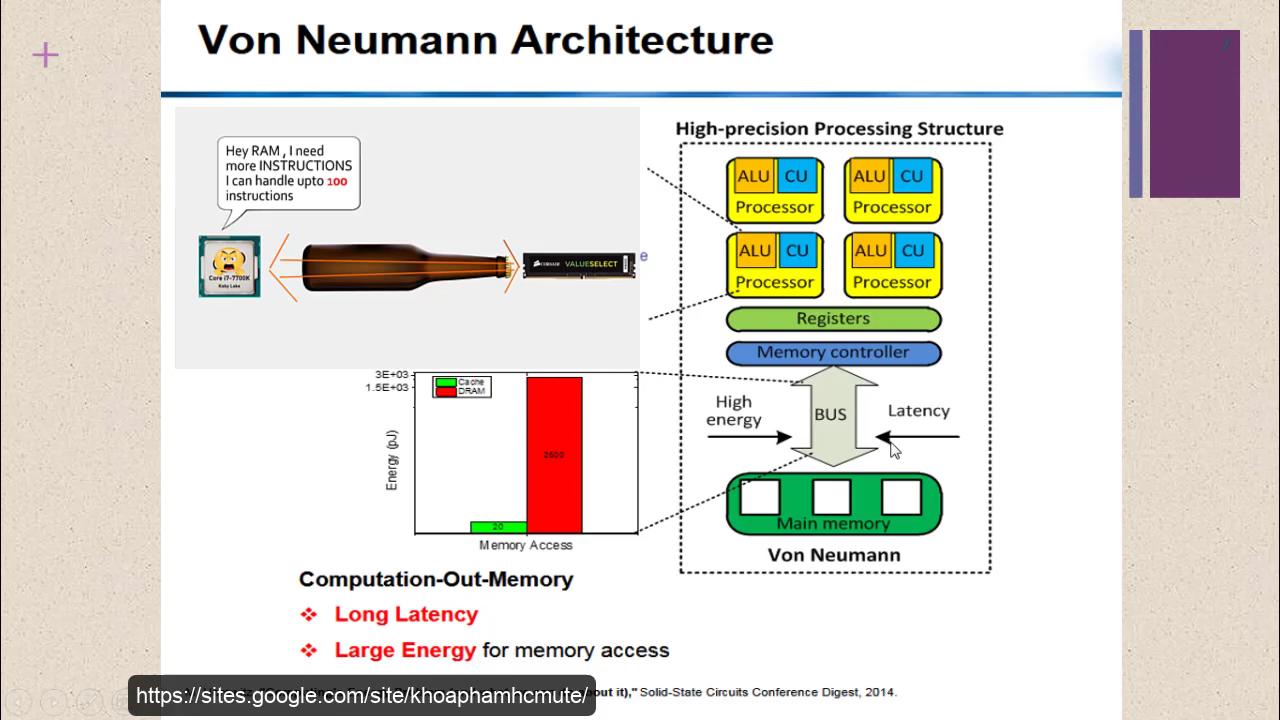 Von Neumann Architecture
7
Hey RAM , I need
more INSTRUCTIONS
I can handle upto 100
instructions
Core i7-7700K
Kaby Lake
CORSAIR VALUESELECT
e
High-precision Processing Structure
ALU CU ALU CU
Processor Processor
ALU CU ALU CU
Processor Processor
Registers
Memory controller
High
energy
BUS
Latency
Main memory
Von Neumann
3E+03
1.5E+03
Cache
DRAM
Energy (pJ)
2600
20
Memory Access
Computation-Out-Memory
Long Latency
Large Energy for memory access
bout it)," Solid-State Circuits Conference Digest, 2014.
https://sites.google.com/site/khoaphamhcmute/